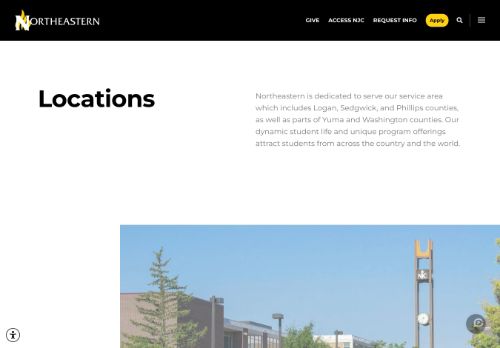 NORTHEASTERN
GIVE ACCESS NJC REQUEST INFO Apply
Locations
Northeastern is dedicated to serve our service area
which includes Logan, Sedgwick, and Phillips counties,
as well as parts of Yuma and Washington counties. Our
dynamic student life and unique program offerings
attract students from across the country and the world.